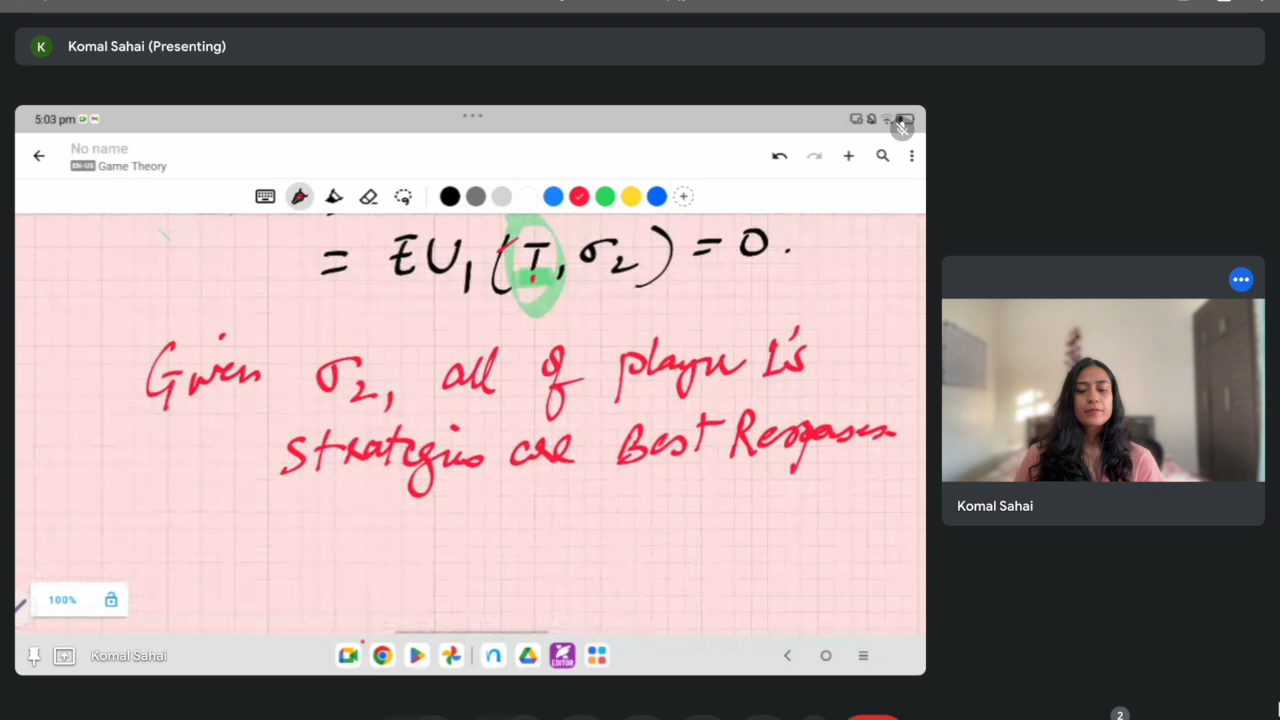 K Komal Sahai (Presenting)
5:03 pm
No name
EN-US Game Theory
= EU₁(T, σ₂) = 0.
Given σ₂, all of player 1's
strategies are Best Responses
100%
EDITOR
Komal Sahai
Komal Sahai
2